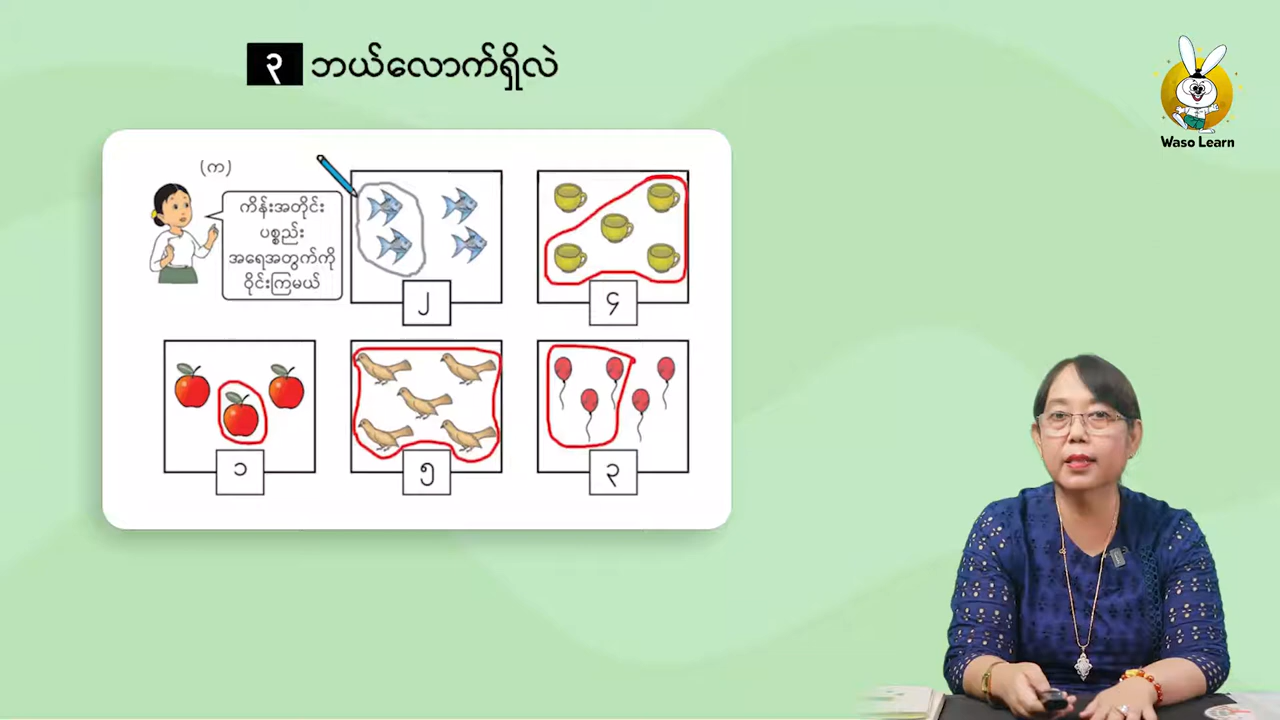 ၃ ဘယ်လောက်ရှိလဲ
Waso Learn
(က)
ကိန်းအတိုင်း
ပစ္စည်း
အရေအတွက်ကို
ဝိုင်းကြမယ်
၂
၄
၁
၅
၃